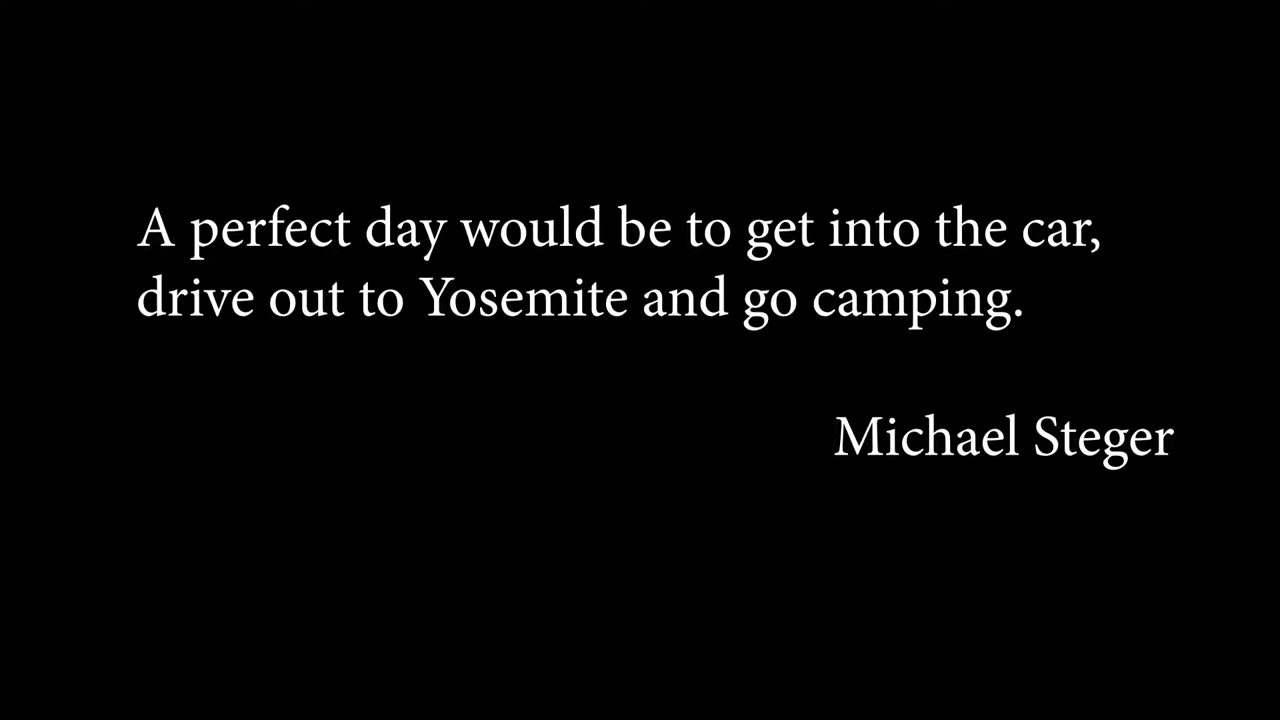 A perfect day would be to get into the car,
drive out to Yosemite and go camping.
Michael Steger